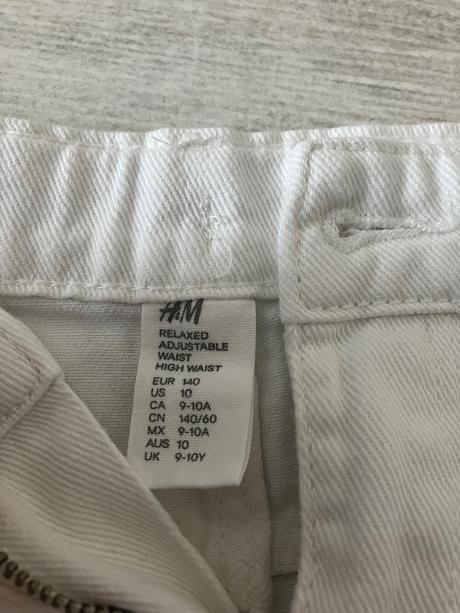 H&M
RELAXED
ADJUSTABLE
WAIST
HIGH WAIST
EUR 140
US 10
CA 9-10A
CN 140/60
MX 9-10A
AUS 10
UK 9-10Y